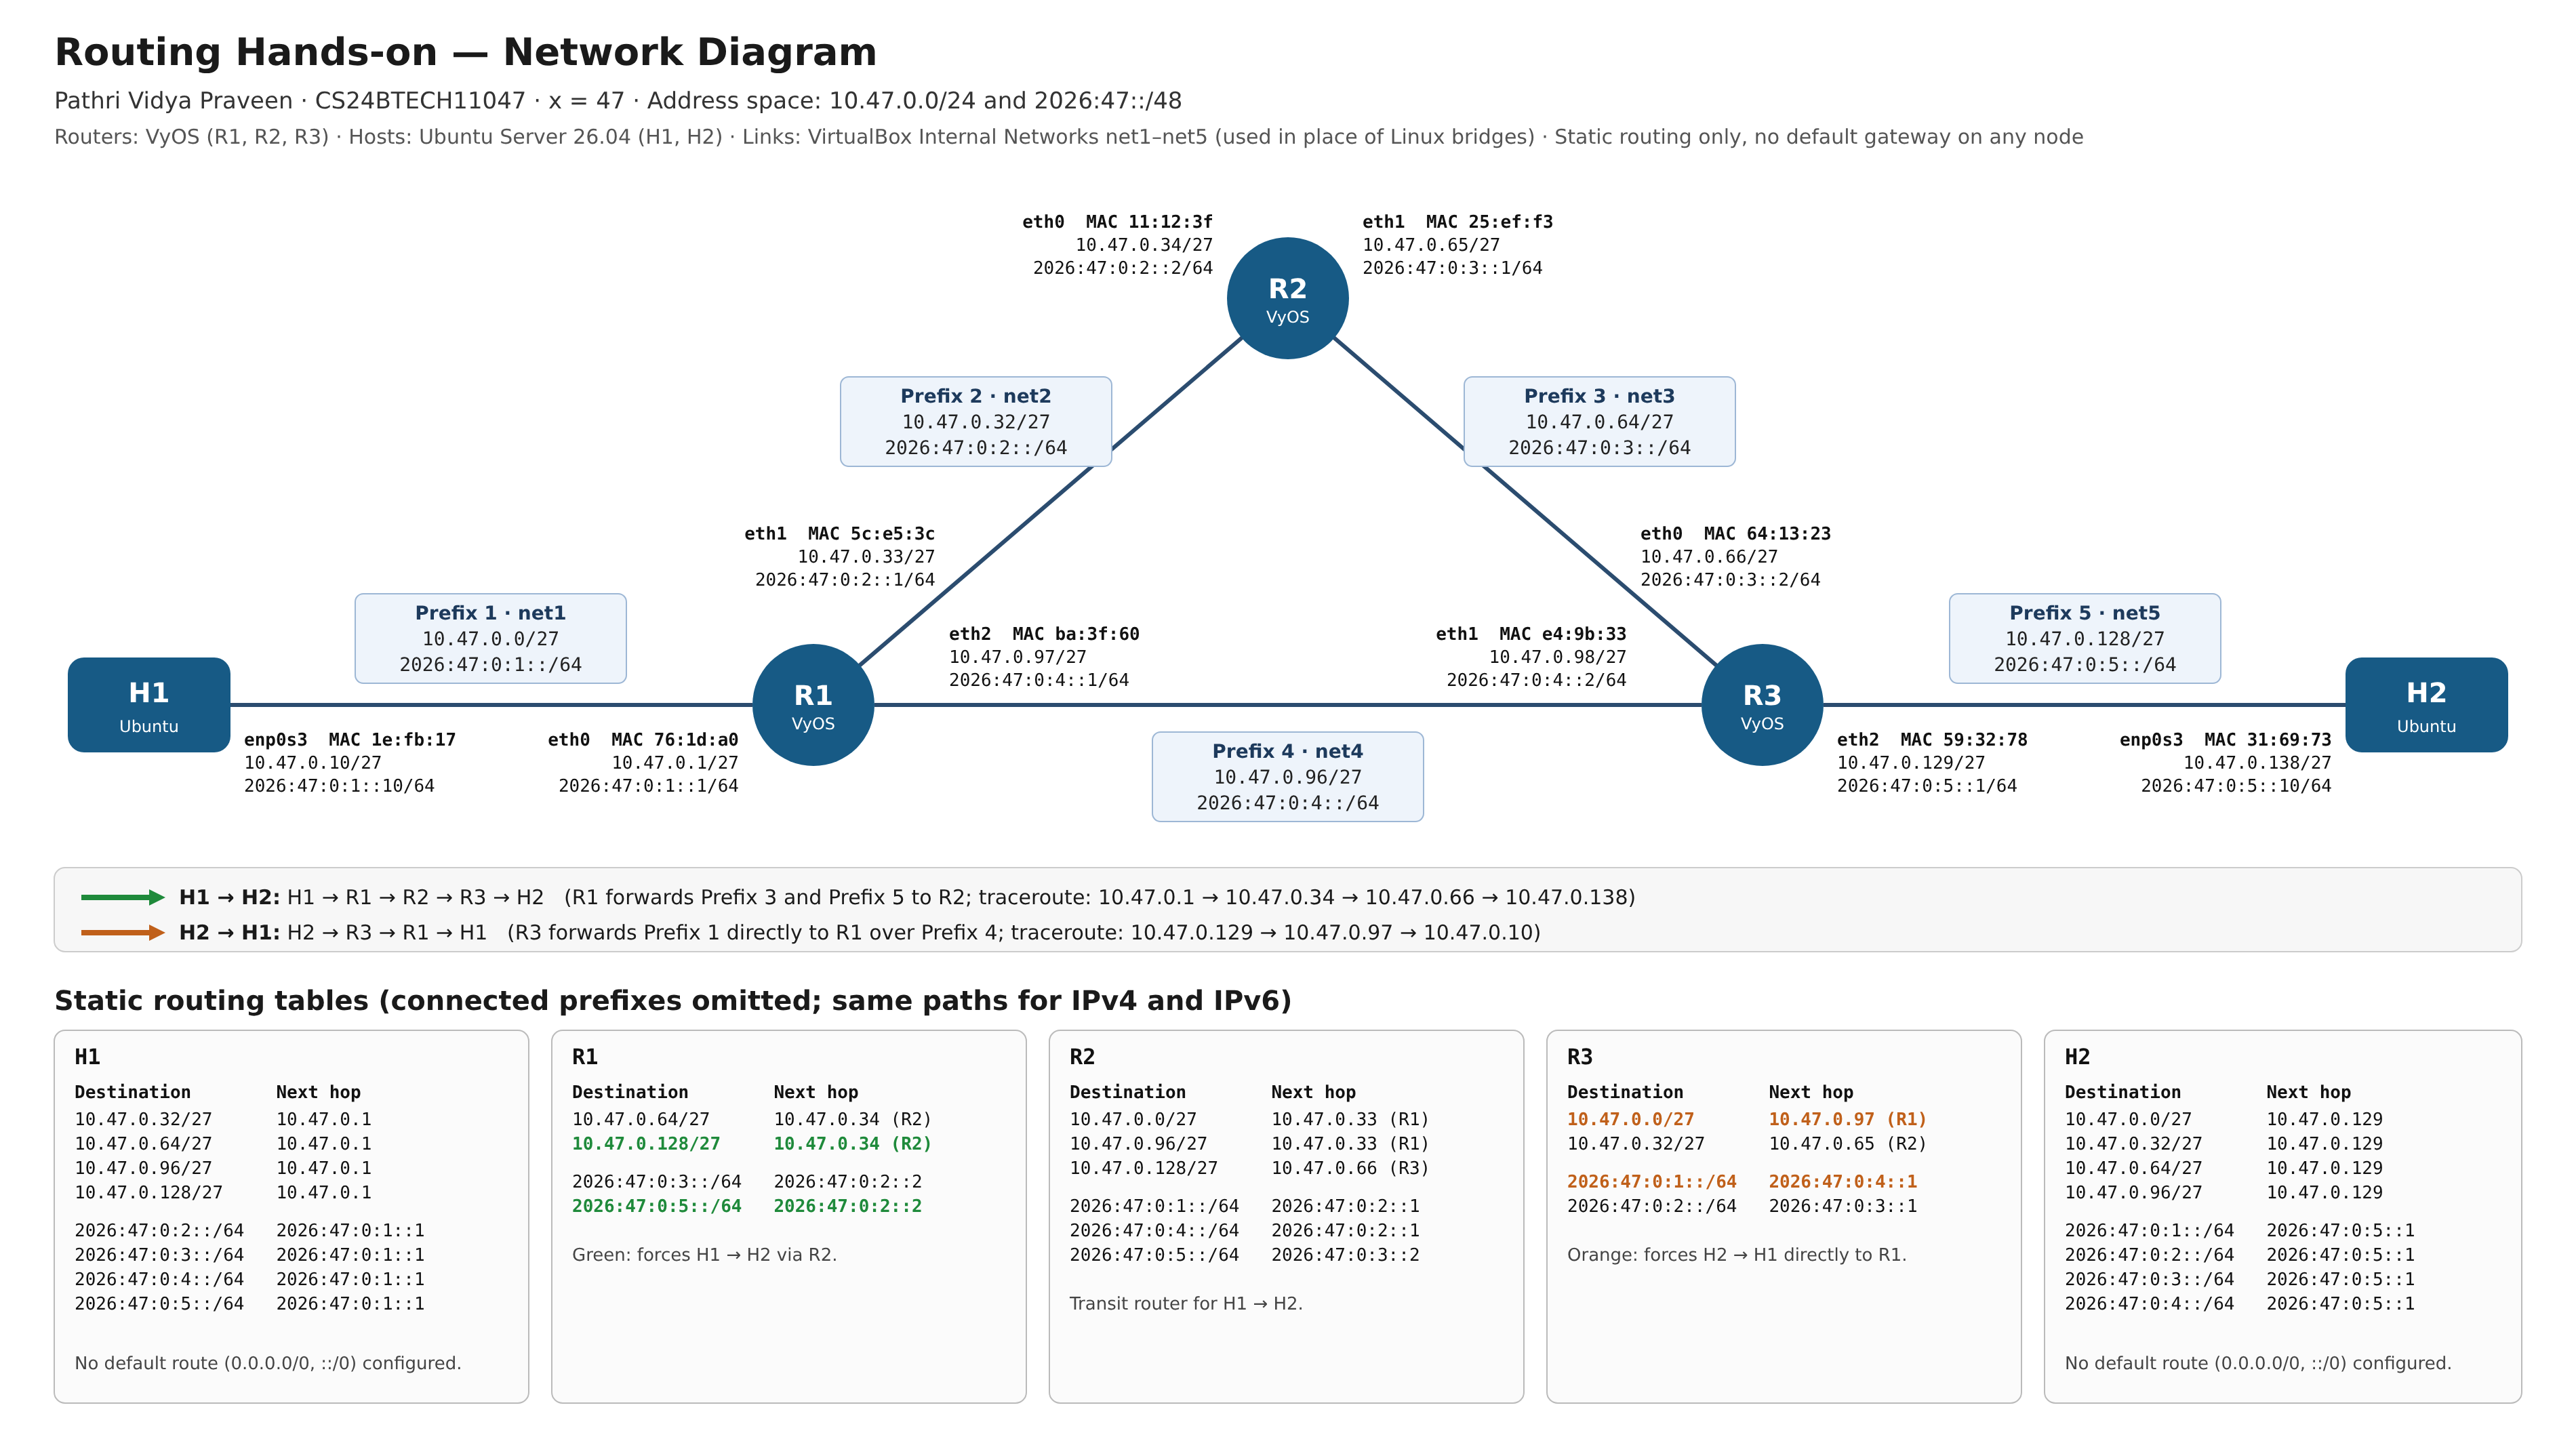 Routing Hands-on — Network Diagram
Pathri Vidya Praveen · CS24BTECH11047 · x = 47 · Address space: 10.47.0.0/24 and 2026:47::/48
Routers: VyOS (R1, R2, R3) · Hosts: Ubuntu Server 26.04 (H1, H2) · Links: VirtualBox Internal Networks net1–net5 (used in place of Linux bridges) · Static routing only, no default gateway on any node
eth0 MAC 11:12:3f
10.47.0.34/27
2026:47:0:2::2/64
eth1 MAC 25:ef:f3
10.47.0.65/27
2026:47:0:3::1/64
R2
VyOS
Prefix 2 · net2
10.47.0.32/27
2026:47:0:2::/64
Prefix 3 · net3
10.47.0.64/27
2026:47:0:3::/64
eth1 MAC 5c:e5:3c
10.47.0.33/27
2026:47:0:2::1/64
eth0 MAC 64:13:23
10.47.0.66/27
2026:47:0:3::2/64
Prefix 1 · net1
10.47.0.0/27
2026:47:0:1::/64
eth2 MAC ba:3f:60
10.47.0.97/27
2026:47:0:4::1/64
eth1 MAC e4:9b:33
10.47.0.98/27
2026:47:0:4::2/64
Prefix 5 · net5
10.47.0.128/27
2026:47:0:5::/64
H1
Ubuntu
R1
VyOS
R3
VyOS
H2
Ubuntu
enp0s3 MAC 1e:fb:17
10.47.0.10/27
2026:47:0:1::10/64
eth0 MAC 76:1d:a0
10.47.0.1/27
2026:47:0:1::1/64
Prefix 4 · net4
10.47.0.96/27
2026:47:0:4::/64
eth2 MAC 59:32:78
10.47.0.129/27
2026:47:0:5::1/64
enp0s3 MAC 31:69:73
10.47.0.138/27
2026:47:0:5::10/64
H1 → H2: H1 → R1 → R2 → R3 → H2 (R1 forwards Prefix 3 and Prefix 5 to R2; traceroute: 10.47.0.1 → 10.47.0.34 → 10.47.0.66 → 10.47.0.138)
H2 → H1: H2 → R3 → R1 → H1 (R3 forwards Prefix 1 directly to R1 over Prefix 4; traceroute: 10.47.0.129 → 10.47.0.97 → 10.47.0.10)
Static routing tables (connected prefixes omitted; same paths for IPv4 and IPv6)
H1
Destination Next hop
10.47.0.32/27 10.47.0.1
10.47.0.64/27 10.47.0.1
10.47.0.96/27 10.47.0.1
10.47.0.128/27 10.47.0.1
2026:47:0:2::/64 2026:47:0:1::1
2026:47:0:3::/64 2026:47:0:1::1
2026:47:0:4::/64 2026:47:0:1::1
2026:47:0:5::/64 2026:47:0:1::1
No default route (0.0.0.0/0, ::/0) configured.
R1
Destination Next hop
10.47.0.64/27 10.47.0.34 (R2)
10.47.0.128/27 10.47.0.34 (R2)
2026:47:0:3::/64 2026:47:0:2::2
2026:47:0:5::/64 2026:47:0:2::2
Green: forces H1 → H2 via R2.
R2
Destination Next hop
10.47.0.0/27 10.47.0.33 (R1)
10.47.0.96/27 10.47.0.33 (R1)
10.47.0.128/27 10.47.0.66 (R3)
2026:47:0:1::/64 2026:47:0:2::1
2026:47:0:4::/64 2026:47:0:2::1
2026:47:0:5::/64 2026:47:0:3::2
Transit router for H1 → H2.
R3
Destination Next hop
10.47.0.0/27 10.47.0.97 (R1)
10.47.0.32/27 10.47.0.65 (R2)
2026:47:0:1::/64 2026:47:0:4::1
2026:47:0:2::/64 2026:47:0:3::1
Orange: forces H2 → H1 directly to R1.
H2
Destination Next hop
10.47.0.0/27 10.47.0.129
10.47.0.32/27 10.47.0.129
10.47.0.64/27 10.47.0.129
10.47.0.96/27 10.47.0.129
2026:47:0:1::/64 2026:47:0:5::1
2026:47:0:2::/64 2026:47:0:5::1
2026:47:0:3::/64 2026:47:0:5::1
2026:47:0:4::/64 2026:47:0:5::1
No default route (0.0.0.0/0, ::/0) configured.